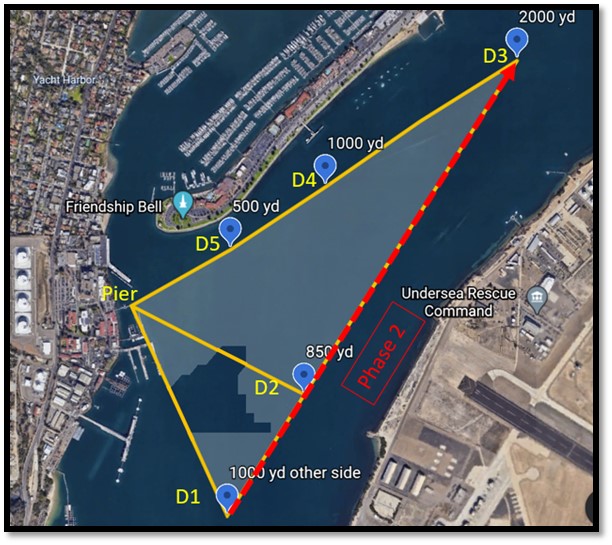 2000 yd
D3
Yacht Harbor
1000 yd
D4
Friendship Bell
500 yd
D5
Pier
Undersea Rescue
Command
850 yd
Phase 2
D2
1000 yd other side
D1